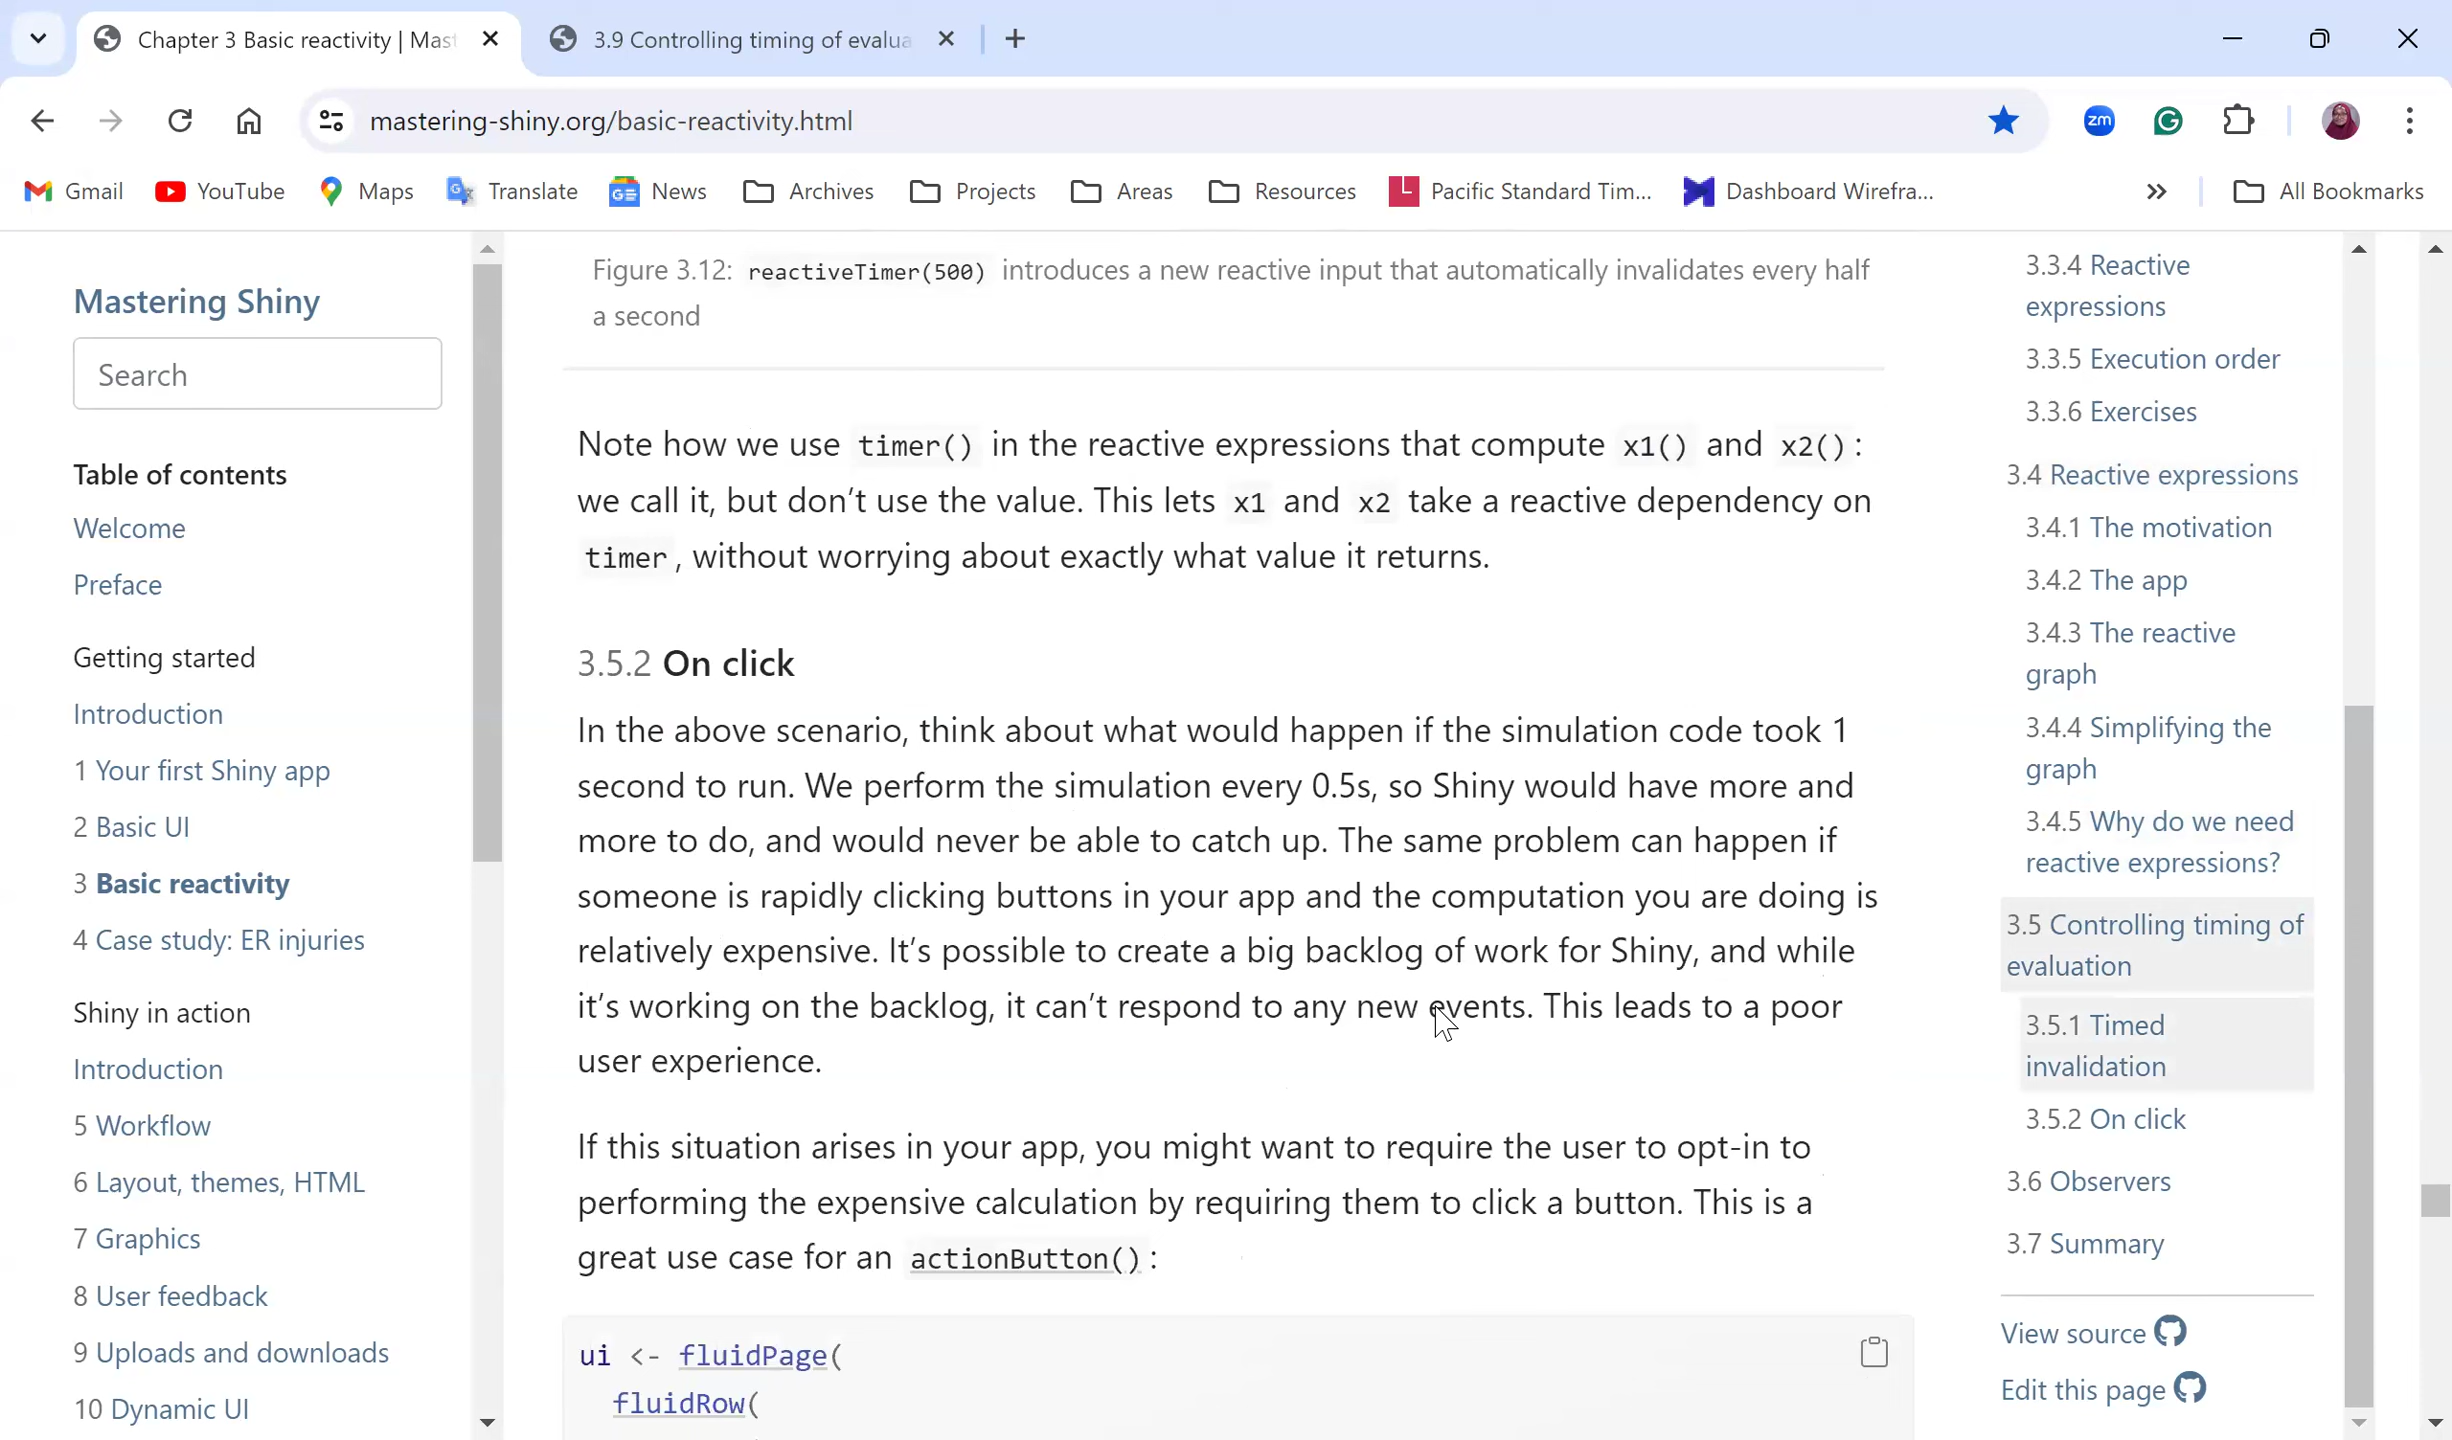 Chapter 3 Basic reactivity | Mast
3.9 Controlling timing of evalua
mastering-shiny.org/basic-reactivity.html
zm
Gmail
YouTube
Maps
Translate
News
Archives
Projects
Areas
Resources
Pacific Standard Tim...
Dashboard Wirefra...
All Bookmarks
Mastering Shiny
Search
Table of contents
Welcome
Preface
Getting started
Introduction
1 Your first Shiny app
2 Basic UI
3 Basic reactivity
4 Case study: ER injuries
Shiny in action
Introduction
5 Workflow
6 Layout, themes, HTML
7 Graphics
8 User feedback
9 Uploads and downloads
10 Dynamic UI
Figure 3.12: reactiveTimer(500) introduces a new reactive input that automatically invalidates every half
a second
Note how we use timer() in the reactive expressions that compute x1() and x2():
we call it, but don't use the value. This lets x1 and x2 take a reactive dependency on
timer, without worrying about exactly what value it returns.
3.5.2 On click
In the above scenario, think about what would happen if the simulation code took 1
second to run. We perform the simulation every 0.5s, so Shiny would have more and
more to do, and would never be able to catch up. The same problem can happen if
someone is rapidly clicking buttons in your app and the computation you are doing is
relatively expensive. It's possible to create a big backlog of work for Shiny, and while
it's working on the backlog, it can't respond to any new events. This leads to a poor
user experience.
If this situation arises in your app, you might want to require the user to opt-in to
performing the expensive calculation by requiring them to click a button. This is a
great use case for an actionButton():
ui <- fluidPage(
fluidRow(
3.3.4 Reactive
expressions
3.3.5 Execution order
3.3.6 Exercises
3.4 Reactive expressions
3.4.1 The motivation
3.4.2 The app
3.4.3 The reactive
graph
3.4.4 Simplifying the
graph
3.4.5 Why do we need
reactive expressions?
3.5 Controlling timing of
evaluation
3.5.1 Timed
invalidation
3.5.2 On click
3.6 Observers
3.7 Summary
View source
Edit this page